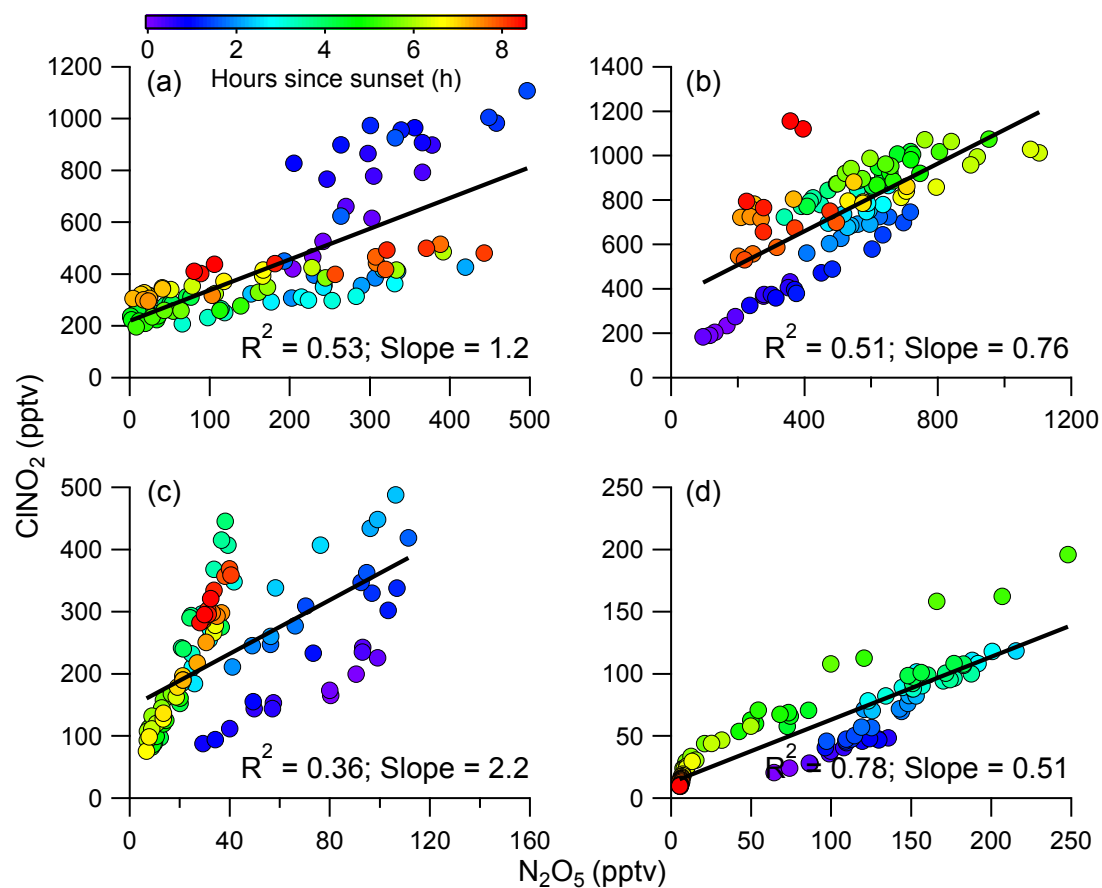 0 2 4 6 8
Hours since sunset (h)
(a)
1200
1000
800
600
400
200
0
R² = 0.53; Slope = 1.2
0 100 200 300 400 500
(b)
1400
1200
1000
800
600
400
200
0
R² = 0.51; Slope = 0.76
0 400 800 1200
ClNO₂ (pptv)
(c)
500
400
300
200
100
0
R² = 0.36; Slope = 2.2
0 40 80 120 160
(d)
250
200
150
100
50
0
R² = 0.78; Slope = 0.51
0 50 100 150 200 250
N₂O₅ (pptv)